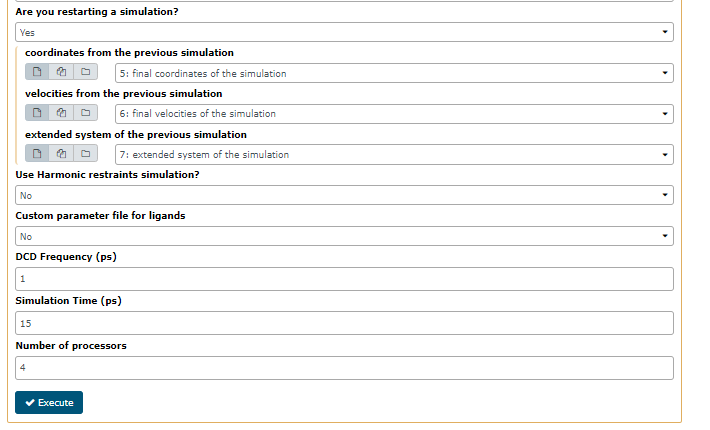 Are you restarting a simulation?
Yes
coordinates from the previous simulation
5: final coordinates of the simulation
velocities from the previous simulation
6: final velocities of the simulation
extended system of the previous simulation
7: extended system of the simulation
Use Harmonic restraints simulation?
No
Custom parameter file for ligands
No
DCD Frequency (ps)
1
Simulation Time (ps)
15
Number of processors
4
Execute